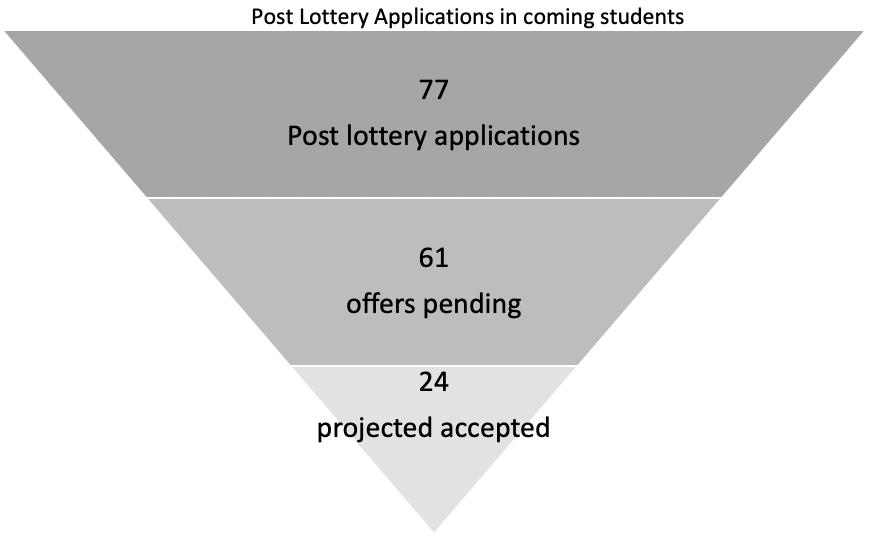 Post Lottery Applications in coming students
77
Post lottery applications
61
offers pending
24
projected accepted